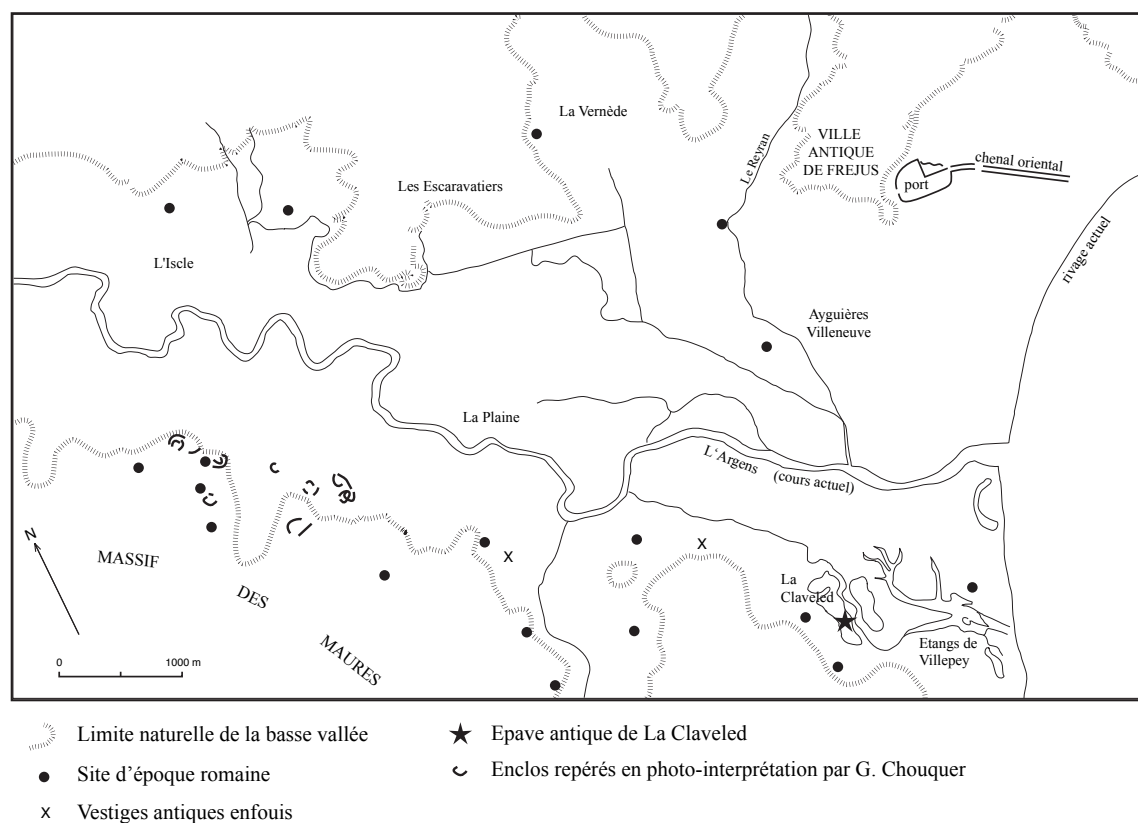 La Vernède
Le Reyran
VILLE
ANTIQUE
DE FREJUS
chenal oriental
port
Les Escaravatiers
rivage actuel
L'Iscle
Ayguières
Villeneuve
La Plaine
L'Argens (cours actuel)
N
MASSIF
DES
MAURES
La
Claveled
Etangs de
Villepey
0 1000 m
Limite naturelle de la basse vallée
Site d'époque romaine
x Vestiges antiques enfouis
Epave antique de La Claveled
Enclos repérés en photo-interprétation par G. Chouquer